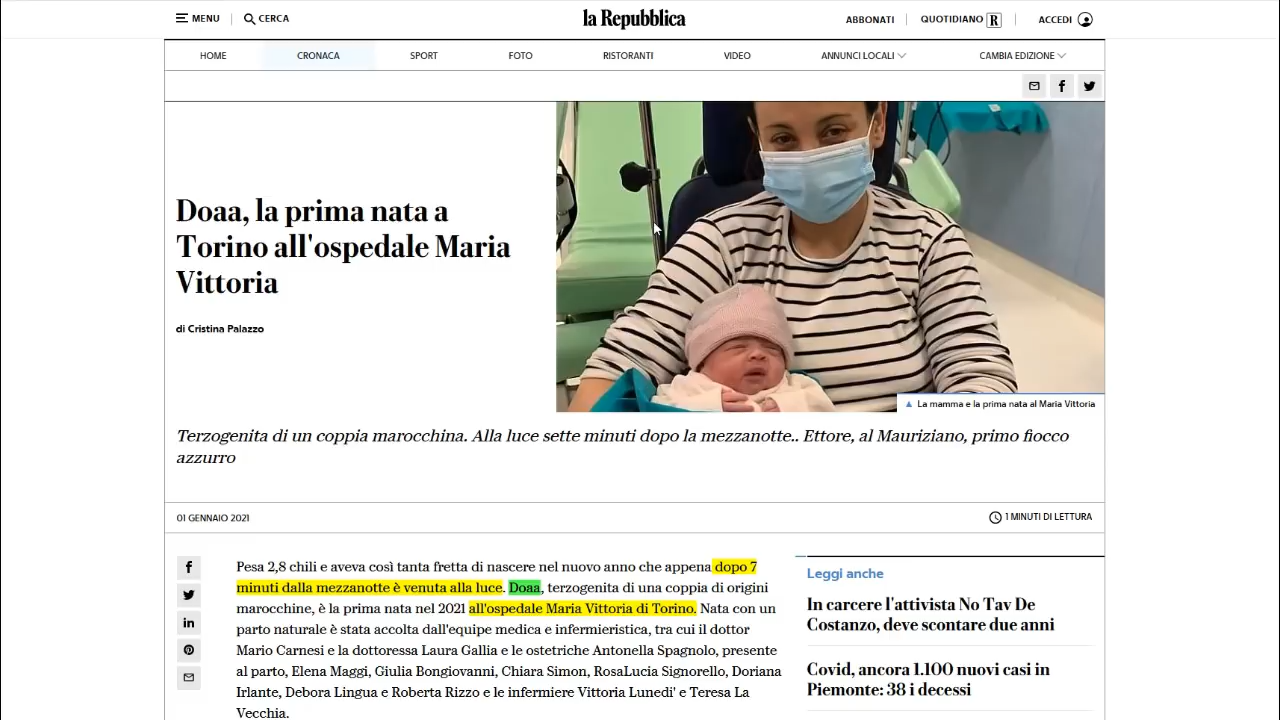 MENU
CERCA
la Repubblica
ABBONATI
QUOTIDIANO R
ACCEDI
HOME
CRONACA
SPORT
FOTO
RISTORANTI
VIDEO
ANNUNCI LOCALI
CAMBIA EDIZIONE
Doaa, la prima nata a
Torino all'ospedale Maria
Vittoria
di Cristina Palazzo
La mamma e la prima nata al Maria Vittoria
Terzogenita di un coppia marocchina. Alla luce sette minuti dopo la mezzanotte.. Ettore, al Mauriziano, primo fiocco
azzurro
01 GENNAIO 2021
1 MINUTI DI LETTURA
Pesa 2,8 chili e aveva così tanta fretta di nascere nel nuovo anno che appena dopo 7
minuti dalla mezzanotte è venuta alla luce. Doaa, terzogenita di una coppia di origini
marocchine, è la prima nata nel 2021 all'ospedale Maria Vittoria di Torino. Nata con un
parto naturale è stata accolta dall'equipe medica e infermieristica, tra cui il dottor
Mario Carnesi e la dottoressa Laura Gallia e le ostetriche Antonella Spagnolo, presente
al parto, Elena Maggi, Giulia Bongiovanni, Chiara Simon, RosaLucia Signorello, Doriana
Irlante, Debora Lingua e Roberta Rizzo e le infermiere Vittoria Lunedi' e Teresa La
Vecchia.
Leggi anche
In carcere l'attivista No Tav De
Costanzo, deve scontare due anni
Covid, ancora 1.100 nuovi casi in
Piemonte: 38 i decessi